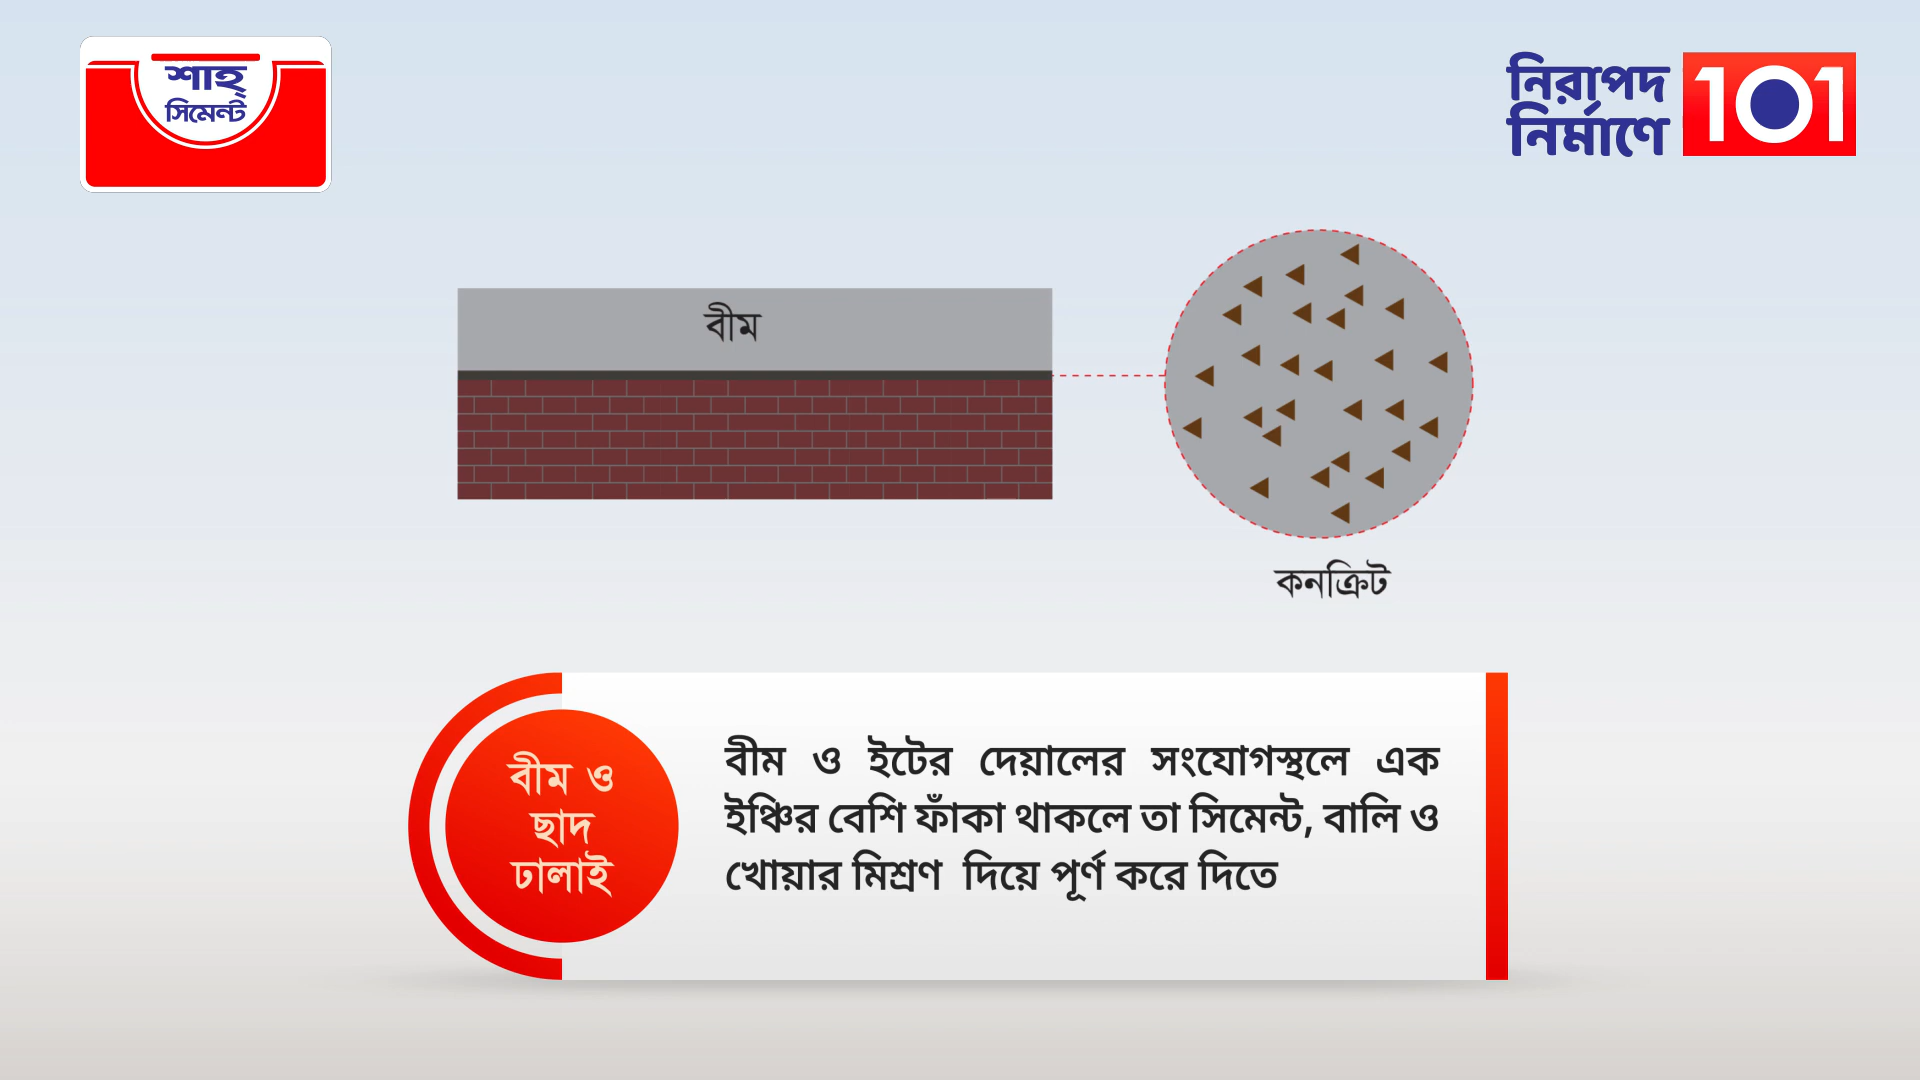 শাহ্
সিমেন্ট
নিরাপদ
নির্মাণে
101
বীম
কনক্রিট
বীম ও
ছাদ
ঢালাই
বীম ও ইটের দেয়ালের সংযোগস্থলে এক
ইঞ্চির বেশি ফাঁকা থাকলে তা সিমেন্ট, বালি ও
খোয়ার মিশ্রণ দিয়ে পূর্ণ করে দিতে